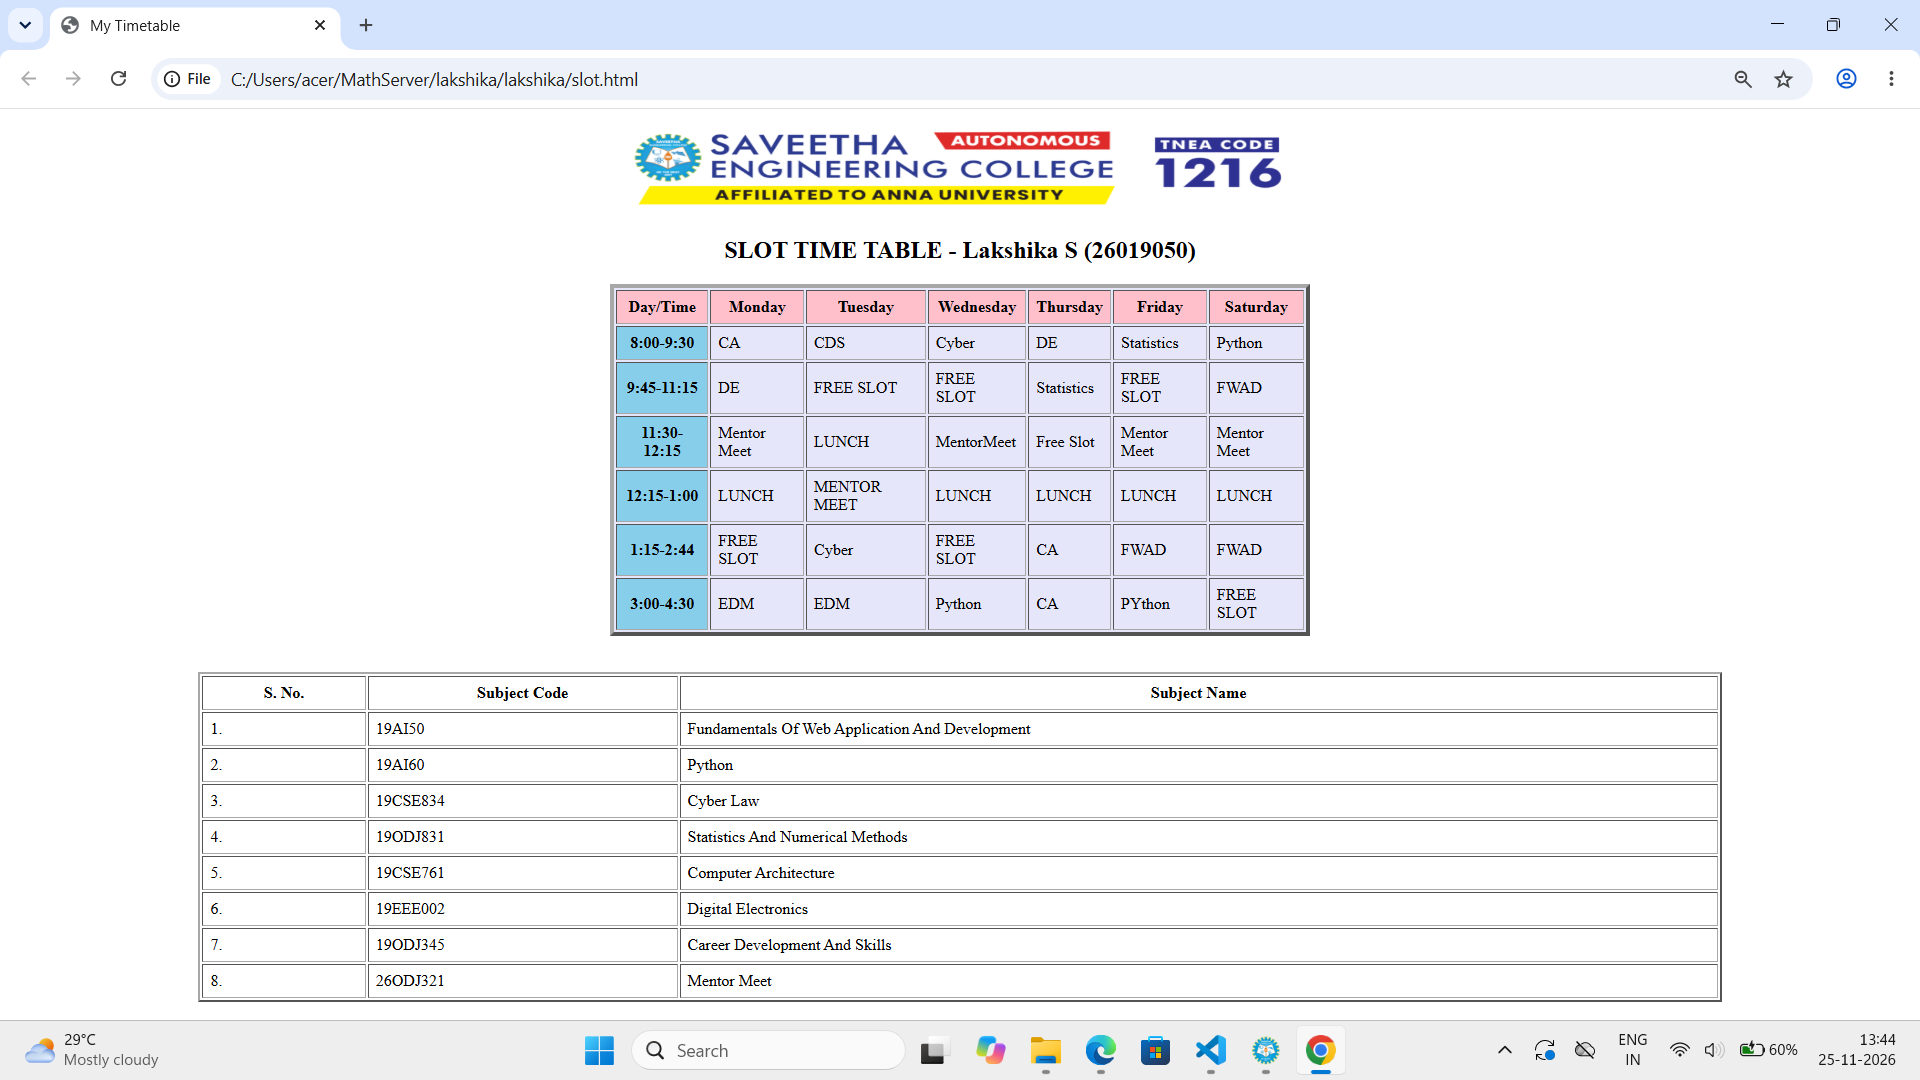 My Timetable
File C:/Users/acer/MathServer/lakshika/lakshika/slot.html
SAVEETHA AUTONOMOUS
ENGINEERING COLLEGE
AFFILIATED TO ANNA UNIVERSITY
TNEA CODE
1216
SLOT TIME TABLE - Lakshika S (26019050)
Day/Time Monday Tuesday Wednesday Thursday Friday Saturday
8:00-9:30 CA CDS Cyber DE Statistics Python
9:45-11:15 DE FREE SLOT FREE SLOT Statistics FREE SLOT FWAD
11:30-12:15 Mentor Meet LUNCH MentorMeet Free Slot Mentor Meet Mentor Meet
12:15-1:00 LUNCH MENTOR MEET LUNCH LUNCH LUNCH LUNCH
1:15-2:44 FREE SLOT Cyber FREE SLOT CA FWAD FWAD
3:00-4:30 EDM EDM Python CA PYthon FREE SLOT
S. No. Subject Code Subject Name
1. 19AI50 Fundamentals Of Web Application And Development
2. 19AI60 Python
3. 19CSE834 Cyber Law
4. 19ODJ831 Statistics And Numerical Methods
5. 19CSE761 Computer Architecture
6. 19EEE002 Digital Electronics
7. 19ODJ345 Career Development And Skills
8. 26ODJ321 Mentor Meet
29°C
Mostly cloudy
Search
ENG
IN
60%
13:44
25-11-2026